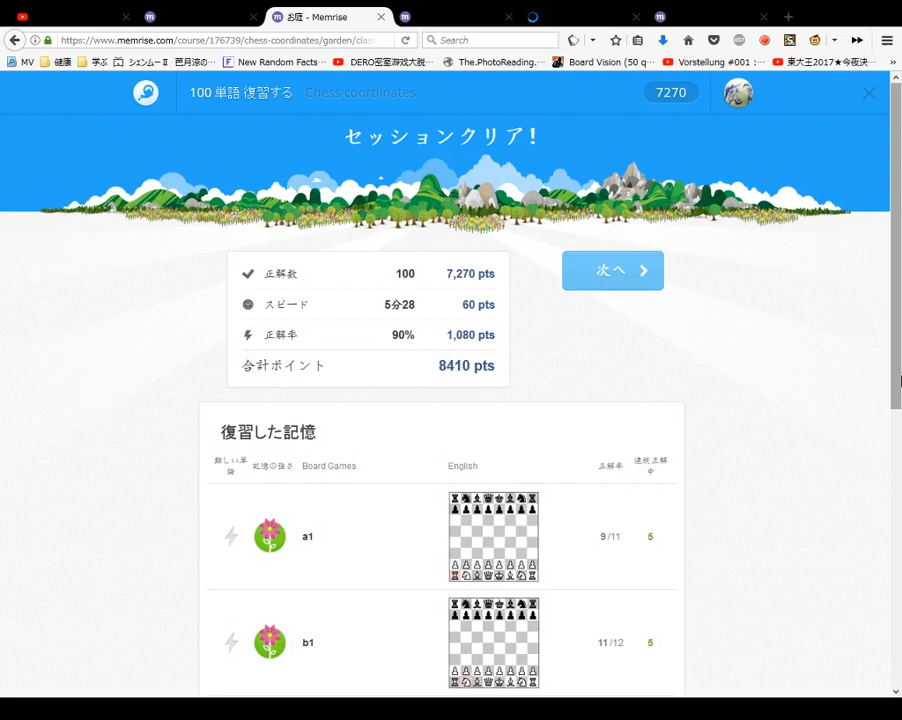 お庭 - Memrise
https://www.memrise.com/course/176739/chess-coordinates/garden/clas
Search
MV
健康
学ぶ
シェンムーⅡ
芭月涼の...
New Random Facts...
DERO密室游戏大脱...
The.PhotoReading....
Board Vision (50 q...
Vorstellung #001 :...
東大王2017★今夜決...
100 単語 復習する
Chess coordinates
7270
セッションクリア!
正解数 100 7,270 pts
次へ
スピード 5分28 60 pts
正解率 90% 1,080 pts
合計ポイント 8410 pts
復習した記憶
難しい単語
記憶の強さ
Board Games
English
正解率
連続正解中
a1
9/11
5
b1
11/12
5